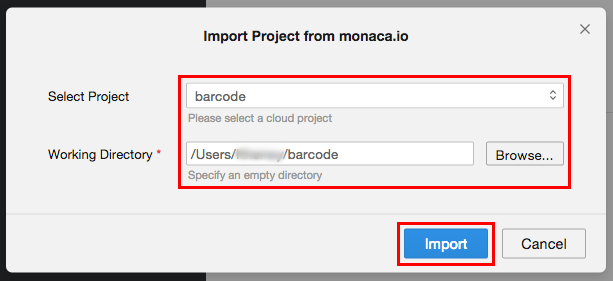 Import Project from monaca.io
Select Project barcode
Please select a cloud project
Working Directory * /Users/ /barcode Browse...
Specify an empty directory
Import Cancel